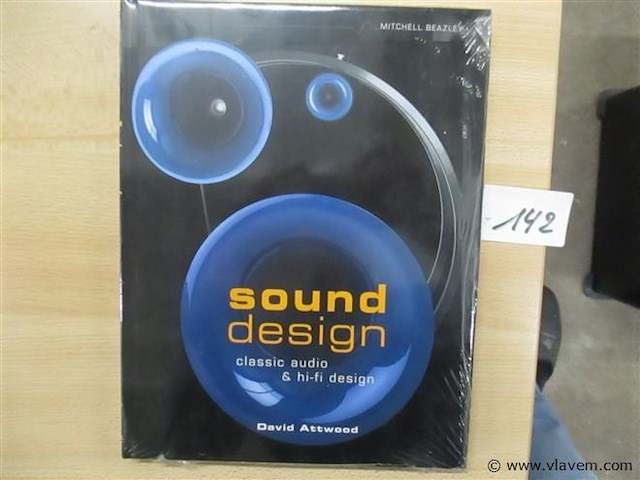 MITCHELL BEAZLEY
142
sound
design
classic audio
& hi-fi design
David Attwood
© www.vlavem.com